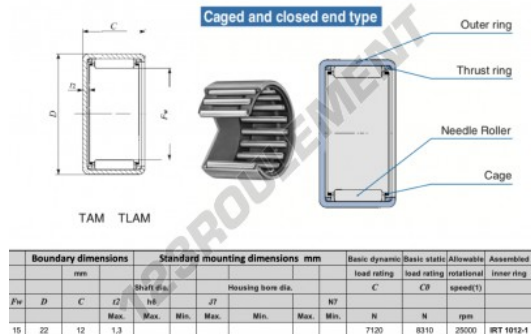 Caged and closed end type
C
Outer ring
Thrust ring
t2
D
Fw
Needle Roller
Cage
TAM TLAM
123ROULEMENT
Boundary dimensions Standard mounting dimensions mm Basic dynamic Basic static Allowable Assembled
mm load rating load rating rotational inner ring
Shaft dia. Housing bore dia. C C0 speed(1)
Fw D C t2 h6 J7 N7
Max. Max. Min. Max. Min. Max. Min. N N rpm
15 22 12 1.3 7120 8310 25000 IRT 1012-1